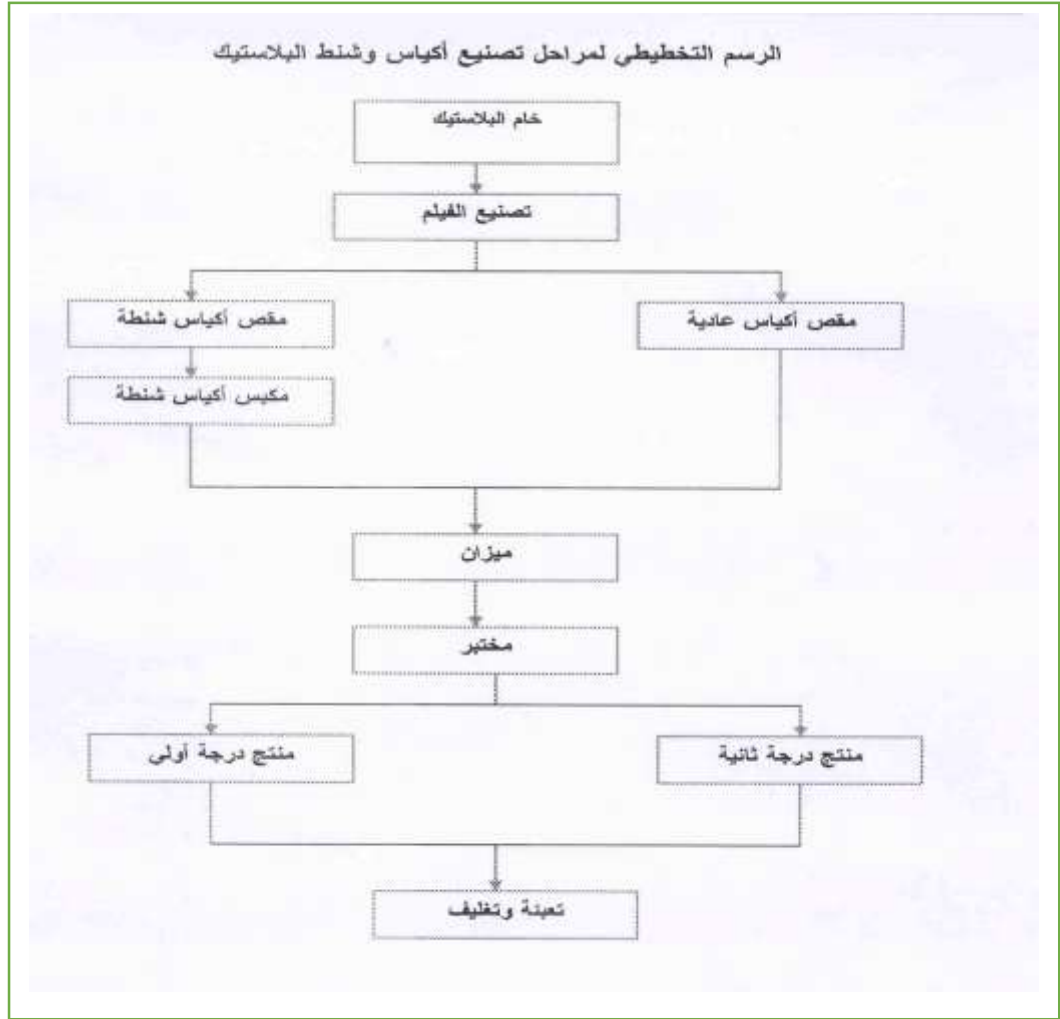 الرسم التخطيطي لمراحل تصنيع أكياس وشنط البلاستيك
خام البلاستيك
تصنيع الفيلم
مقص أكياس عادية
مقص أكياس شنطة
مكبس أكياس شنطة
ميزان
مختبر
منتج درجة ثانية
منتج درجة أولي
تعبئة وتغليف